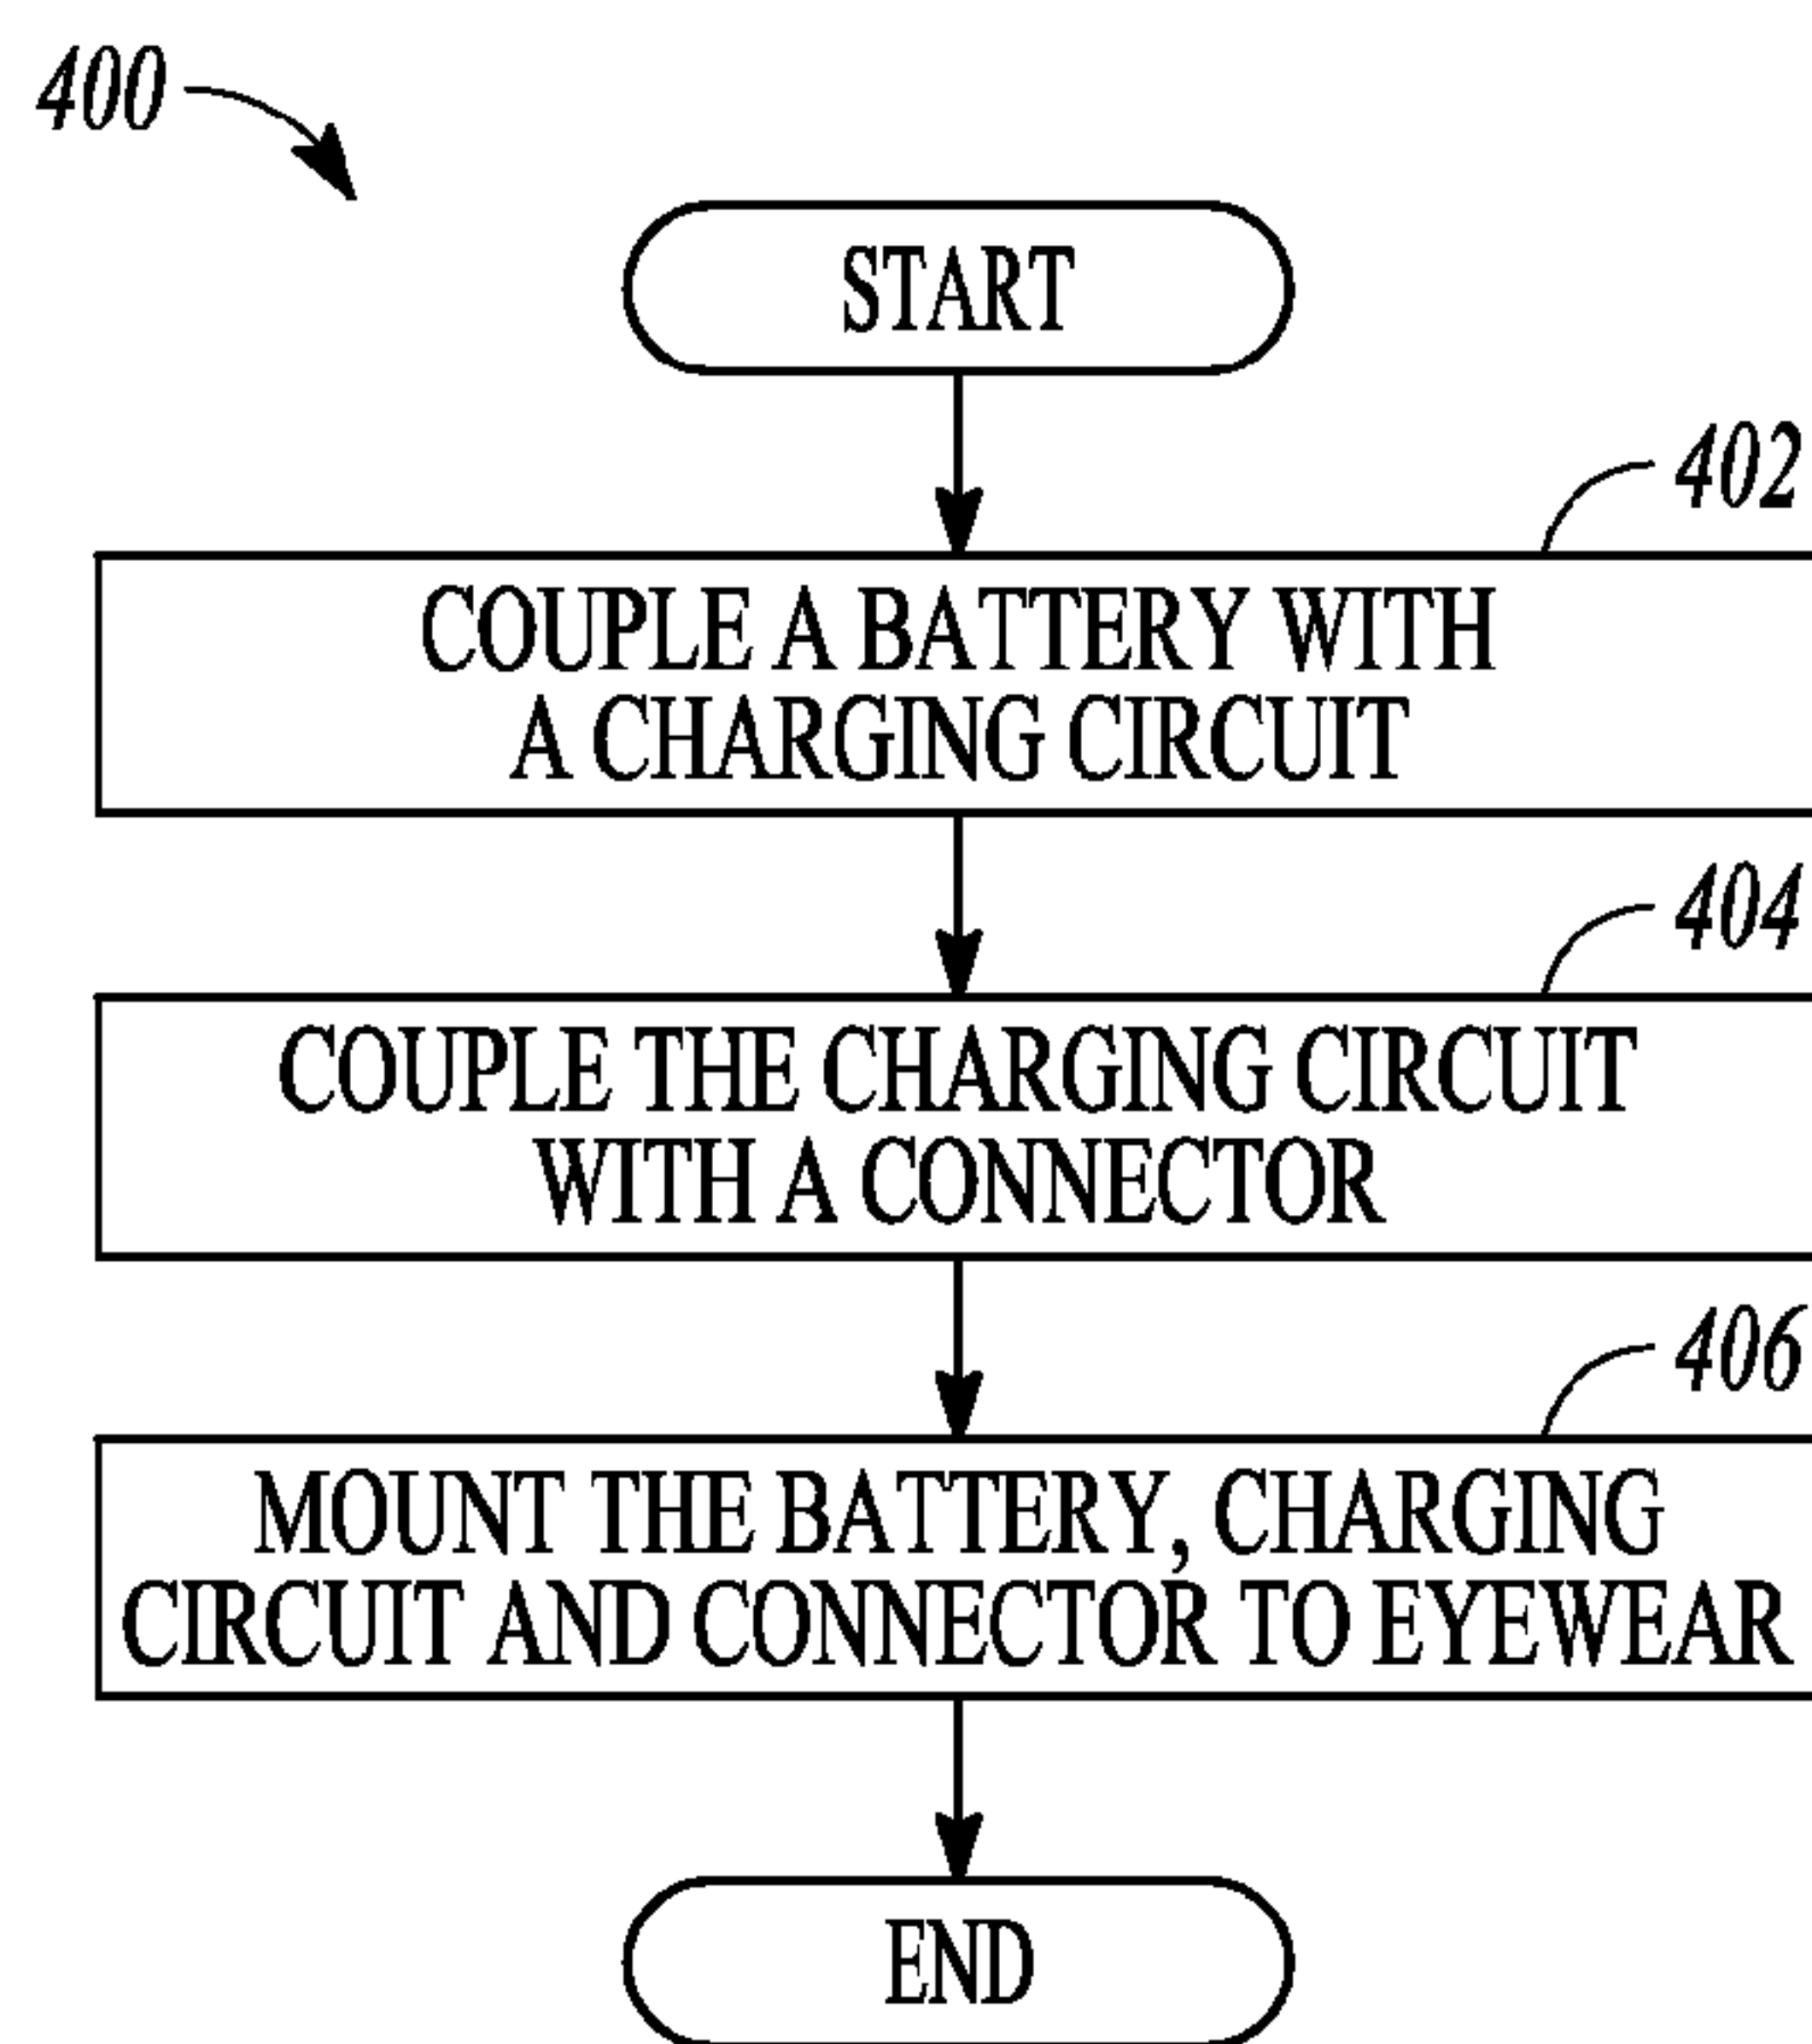 400
START
402
COUPLE A BATTERY WITH
A CHARGING CIRCUIT
404
COUPLE THE CHARGING CIRCUIT
WITH A CONNECTOR
406
MOUNT THE BATTERY, CHARGING
CIRCUIT AND CONNECTOR TO EYEWEAR
END